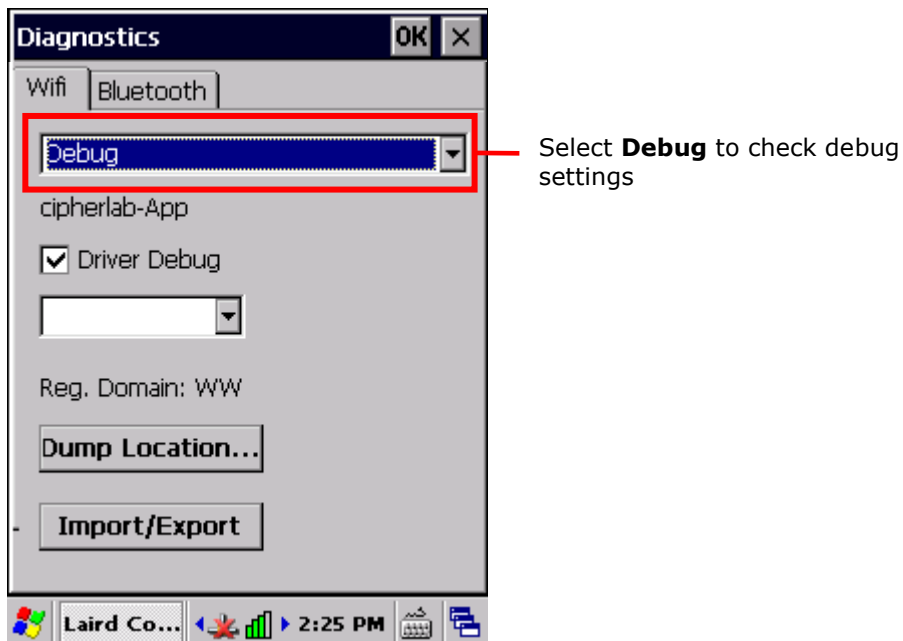 Diagnostics OK ×
Wifi Bluetooth
Debug
Select Debug to check debug
settings
cipherlab-App
Driver Debug
Reg. Domain: WW
Dump Location...
- Import/Export
Laird Co... 2:25 PM